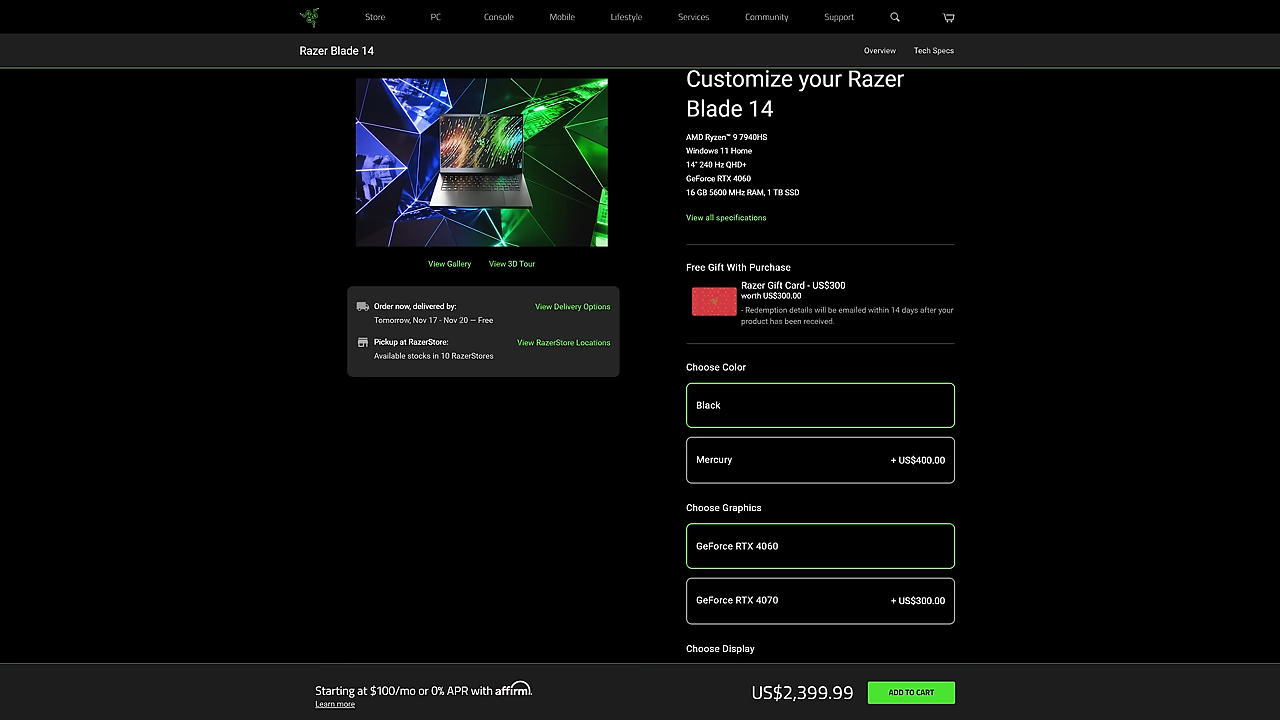 Store
PC
Console
Mobile
Lifestyle
Services
Community
Support
Razer Blade 14
Overview
Tech Specs
View Gallery
View 3D Tour
Order now, delivered by:
View Delivery Options
Tomorrow, Nov 17 - Nov 20 — Free
Pickup at RazerStore:
View RazerStore Locations
Available stocks in 10 RazerStores
Customize your Razer
Blade 14
AMD Ryzen™ 9 7940HS
Windows 11 Home
14" 240 Hz QHD+
GeForce RTX 4060
16 GB 5600 MHz RAM, 1 TB SSD
View all specifications
Free Gift With Purchase
Razer Gift Card - US$300
worth US$300.00
- Redemption details will be emailed within 14 days after your
product has been received.
Choose Color
Black
Mercury + US$400.00
Choose Graphics
GeForce RTX 4060
GeForce RTX 4070 + US$300.00
Choose Display
Starting at $100/mo or 0% APR with affirm.
Learn more
US$2,399.99
ADD TO CART